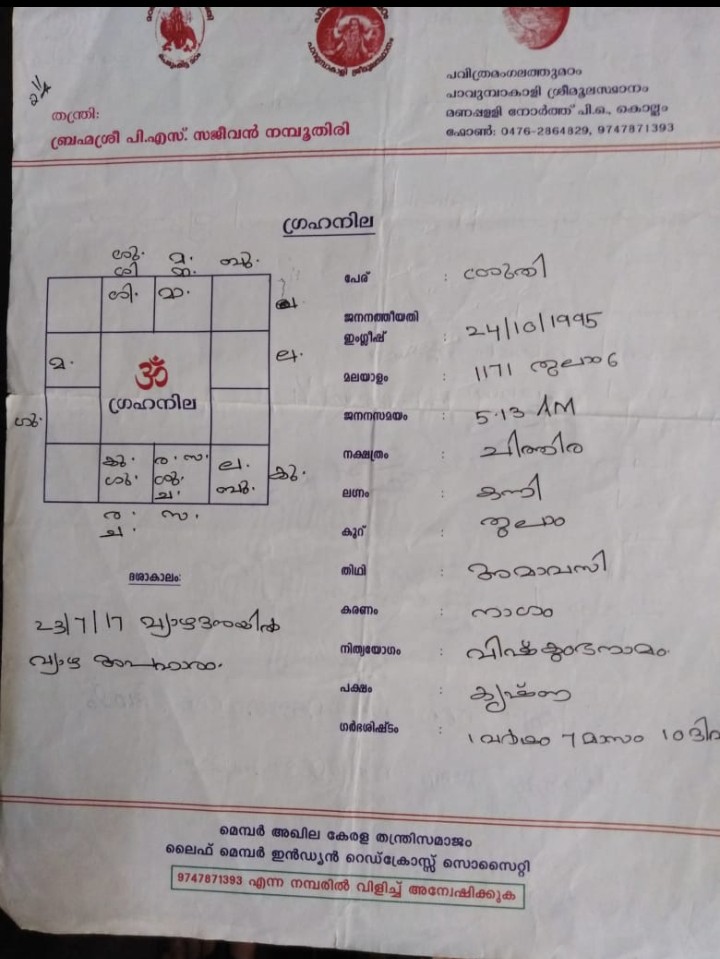 പവിത്രമംഗലത്തുമഠം
പാവുമ്പാകാളി ശ്രീമൂലസ്ഥാനം
മണപ്പള്ളി നോർത്ത് പി.ഒ., കൊല്ലം
ഫോൺ: 0476-2864829, 9747871393
തന്ത്രി:
ബ്രഹ്മശ്രീ പി.എസ്. സജീവൻ നമ്പൂതിരി
ഗ്രഹനില
ശു. മ. ബു.
ശി
ശി. മാ.
ല.
മ.
ഗു.
ഓം
ഗ്രഹനില
കു. ര. സ. ല.
ഗു. ശു. ബു.
ച.
കു.
ര. സ.
ച.
പേര് : ശ്രുതി
ജനനത്തീയതി
ഇംഗ്ലീഷ് : 24/10/1995
മലയാളം : 1171 തുലാം 6
ജനനസമയം : 5.13 AM
നക്ഷത്രം : ചിത്തിര
ലഗ്നം : കന്നി
കൂറ് : തുലാം
തിഥി : അമാവസി
കരണം : നാഗം
നിത്യയോഗം : വിഷ്കുംഭനാമം
പക്ഷം : കൃഷ്ണ
ഗർഭശിഷ്ടം : 1 വർഷം 7 മാസം 10 ദിവ
ദശാകാലം:
23/7/17 വ്യാഴദശയിൽ
വ്യാഴ അപഹാരം.
മെമ്പർ അഖില കേരള തന്ത്രിസമാജം
ലൈഫ് മെമ്പർ ഇൻഡ്യൻ റെഡ്ക്രോസ്സ് സൊസൈറ്റി
9747871393 എന്ന നമ്പരിൽ വിളിച്ച് അന്വേഷിക്കുക